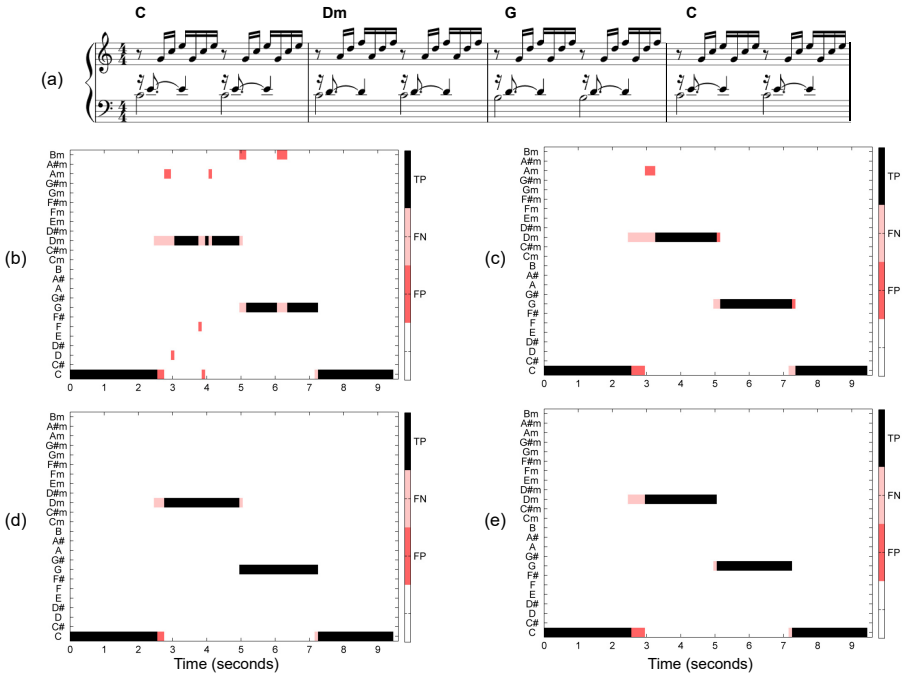 C Dm G C
(a)
4 4
4 4
(b)
Bm
A#m
Am
G#m
Gm
F#m
Fm
Em
D#m
Dm
C#m
Cm
B
A#
A
G#
G
F#
F
E
D#
D
C#
C
0 1 2 3 4 5 6 7 8 9
TP
FN
FP
(c)
Bm
A#m
Am
G#m
Gm
F#m
Fm
Em
D#m
Dm
C#m
Cm
B
A#
A
G#
G
F#
F
E
D#
D
C#
C
0 1 2 3 4 5 6 7 8 9
TP
FN
FP
(d)
Bm
A#m
Am
G#m
Gm
F#m
Fm
Em
D#m
Dm
C#m
Cm
B
A#
A
G#
G
F#
F
E
D#
D
C#
C
0 1 2 3 4 5 6 7 8 9
Time (seconds)
TP
FN
FP
(e)
Bm
A#m
Am
G#m
Gm
F#m
Fm
Em
D#m
Dm
C#m
Cm
B
A#
A
G#
G
F#
F
E
D#
D
C#
C
0 1 2 3 4 5 6 7 8 9
Time (seconds)
TP
FN
FP